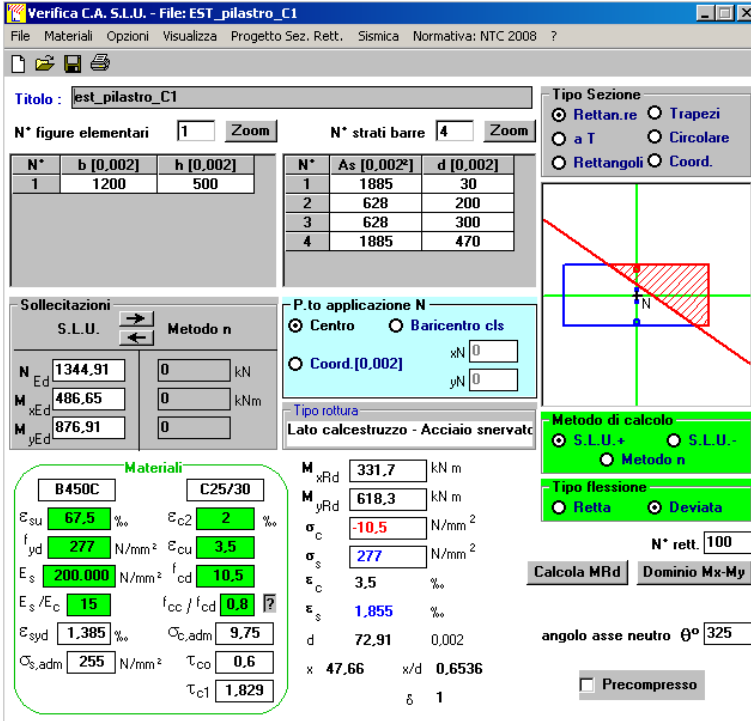 Verifica C.A. S.L.U. - File: EST_pilastro_C1
File Materiali Opzioni Visualizza Progetto Sez. Rett. Sismica Normativa: NTC 2008 ?
Titolo : est_pilastro_C1
N° figure elementari 1 Zoom
N° strati barre 4 Zoom
N° b [0,002] h [0,002]
1 1200 500
N° As [0,002²] d [0,002]
1 1885 30
2 628 200
3 628 300
4 1885 470
Tipo Sezione
Rettan.re Trapezi
a T Circolare
Rettangoli Coord.
N
Sollecitazioni
S.L.U. Metodo n
N Ed 1344,91 0 kN
M xEd 486,65 0 kNm
M yEd 876,91 0
P.to applicazione N
Centro Baricentro cls
Coord.[0,002] xN 0
yN 0
Tipo rottura
Lato calcestruzzo - Acciaio snervato
Metodo di calcolo
S.L.U.+ S.L.U.-
Metodo n
Tipo flessione
Retta Deviata
N° rett. 100
Calcola MRd Dominio Mx-My
angolo asse neutro θ° 325
Precompresso
Materiali
B450C C25/30
εsu 67,5 ‰ εc2 2 ‰
fyd 277 N/mm² εcu 3,5
Es 200.000 N/mm² fcd 10,5
Es/Ec 15 fcc / fcd 0,8 ?
εsyd 1,385 ‰ σc,adm 9,75
σs,adm 255 N/mm² τco 0,6
τc1 1,829
M xRd 331,7 kN m
M yRd 618,3 kN m
σc -10,5 N/mm²
σs 277 N/mm²
εc 3,5 ‰
εs 1,855 ‰
d 72,91 0,002
x 47,66 x/d 0,6536
δ 1